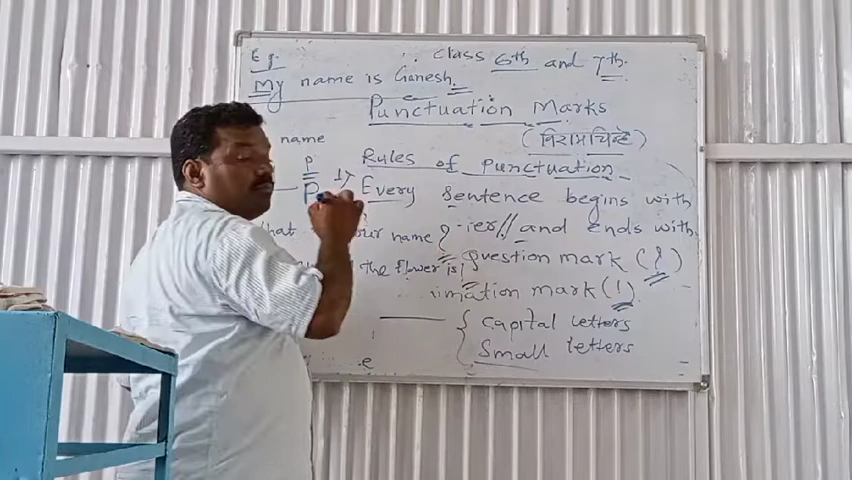 Eg.
class 6th and 7th.
My name is Ganesh.
Punctuation Marks
(विरामचिन्हे)
name
P
Rules of Punctuation
P
1) Every sentence begins with
that your name ? and ends with
question mark (?)
the flower is!
mation mark (!)
{ capital letters
Small letters